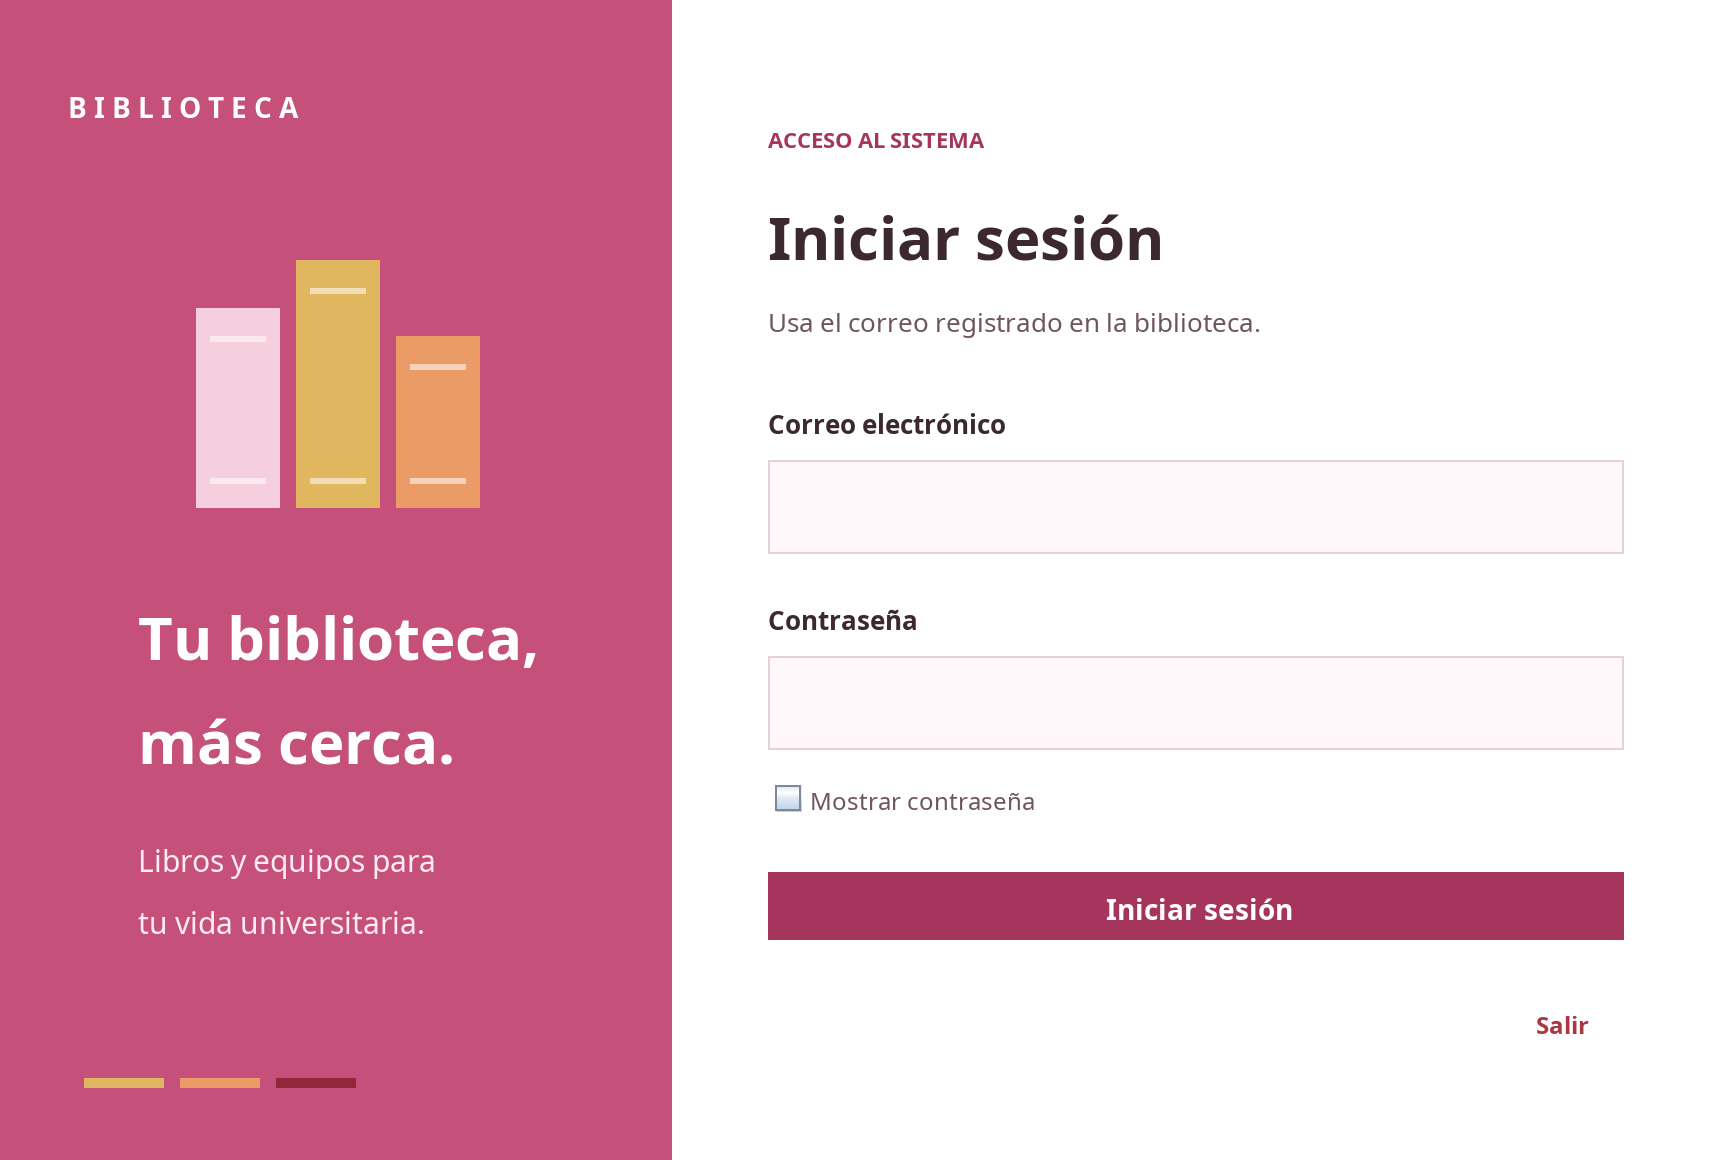 BIBLIOTECA
Tu biblioteca,
más cerca.
Libros y equipos para
tu vida universitaria.
ACCESO AL SISTEMA
Iniciar sesión
Usa el correo registrado en la biblioteca.
Correo electrónico
Contraseña
Mostrar contraseña
Iniciar sesión
Salir